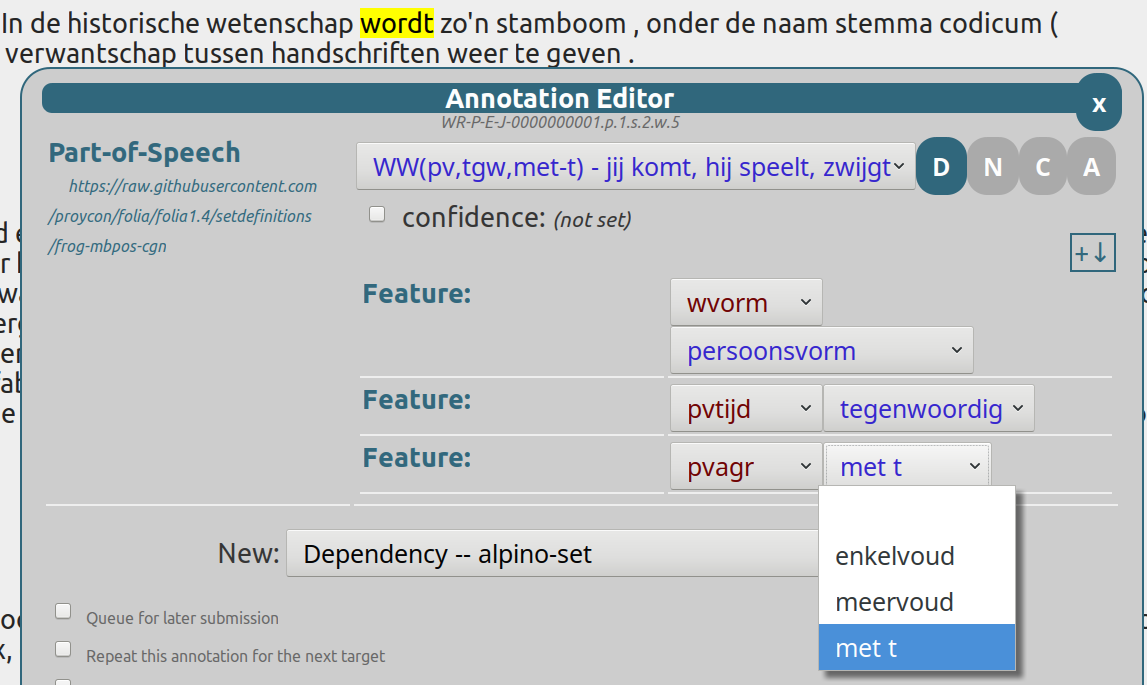 In de historische wetenschap wordt zo'n stamboom , onder de naam stemma codicum (
verwantschap tussen handschriften weer te geven .
Annotation Editor
x
WR-P-E-J-0000000001.p.1.s.2.w.5
Part-of-Speech
https://raw.githubusercontent.com
/proycon/folia/folia1.4/setdefinitions
/frog-mbpos-cgn
WW(pv,tgw,met-t) - jij komt, hij speelt, zwijgt
D N C A
confidence: (not set)
+↓
Feature:
wvorm
persoonsvorm
Feature:
pvtijd
tegenwoordig
Feature:
pvagr
met t
enkelvoud
meervoud
met t
New:
Dependency -- alpino-set
Queue for later submission
Repeat this annotation for the next target